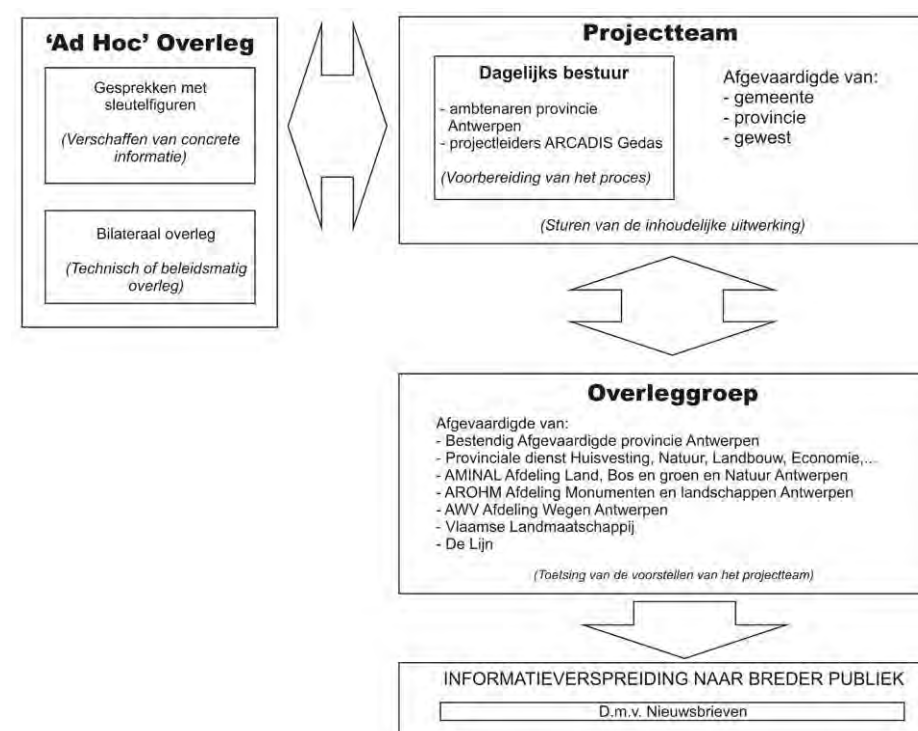 'Ad Hoc' Overleg
Gesprekken met
sleutelfiguren
(Verschaffen van concrete
informatie)
Bilateraal overleg
(Technisch of beleidsmatig
overleg)
Projectteam
Dagelijks bestuur
- ambtenaren provincie
Antwerpen
- projectleiders ARCADIS Gedas
(Voorbereiding van het proces)
Afgevaardigde van:
- gemeente
- provincie
- gewest
(Sturen van de inhoudelijke uitwerking)
Overleggroep
Afgevaardigde van:
- Bestendig Afgevaardigde provincie Antwerpen
- Provinciale dienst Huisvesting, Natuur, Landbouw, Economie,...
- AMINAL Afdeling Land, Bos en groen en Natuur Antwerpen
- AROHM Afdeling Monumenten en landschappen Antwerpen
- AWV Afdeling Wegen Antwerpen
- Vlaamse Landmaatschappij
- De Lijn
(Toetsing van de voorstellen van het projectteam)
INFORMATIEVERSPREIDING NAAR BREDER PUBLIEK
D.m.v. Nieuwsbrieven